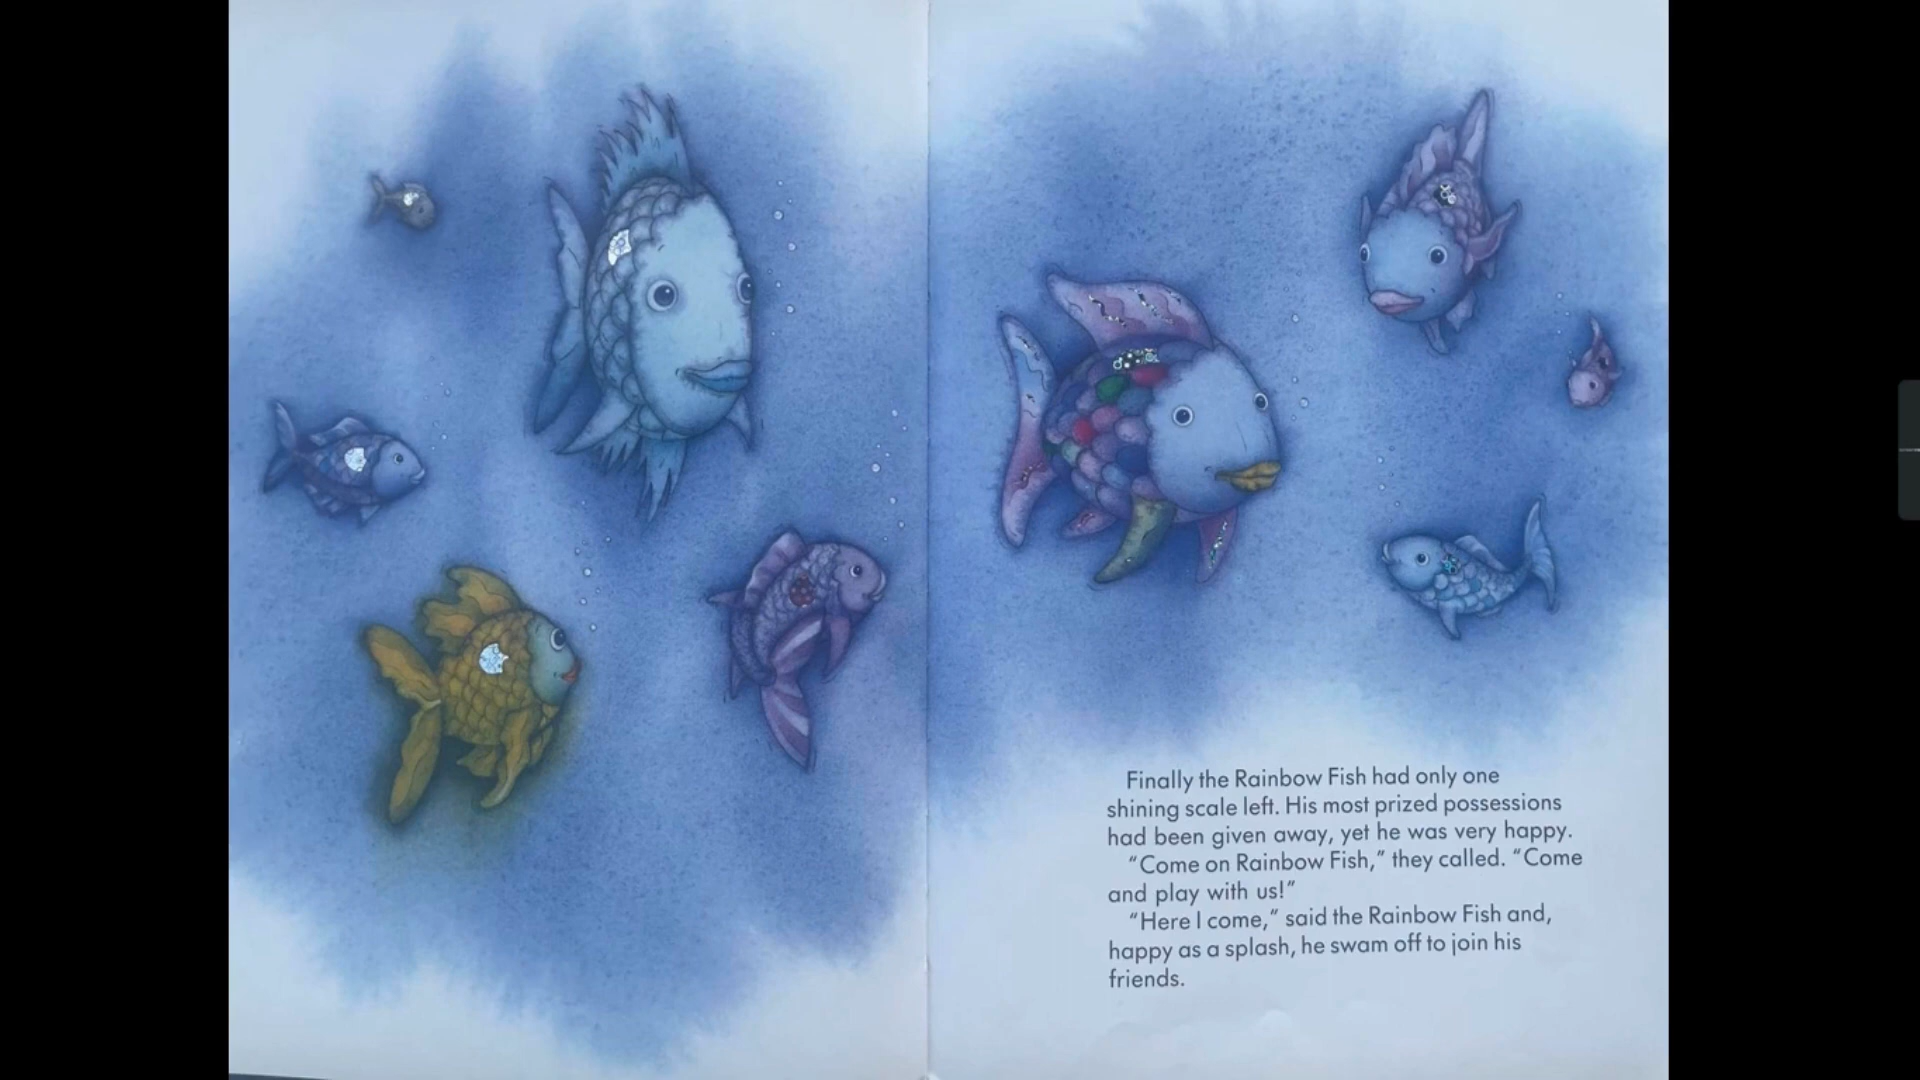 Finally the Rainbow Fish had only one
shining scale left. His most prized possessions
had been given away, yet he was very happy.
“Come on Rainbow Fish,” they called. “Come
and play with us!”
“Here I come,” said the Rainbow Fish and,
happy as a splash, he swam off to join his
friends.